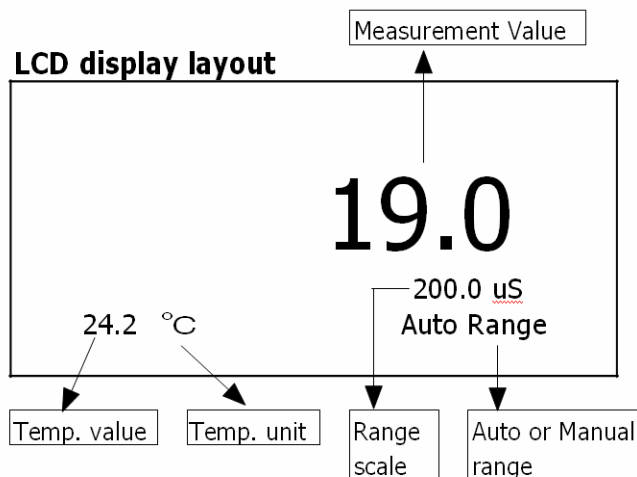 Measurement Value
LCD display layout
19.0
200.0 uS
24.2 °C
Auto Range
Temp. value
Temp. unit
Range
scale
Auto or Manual
range